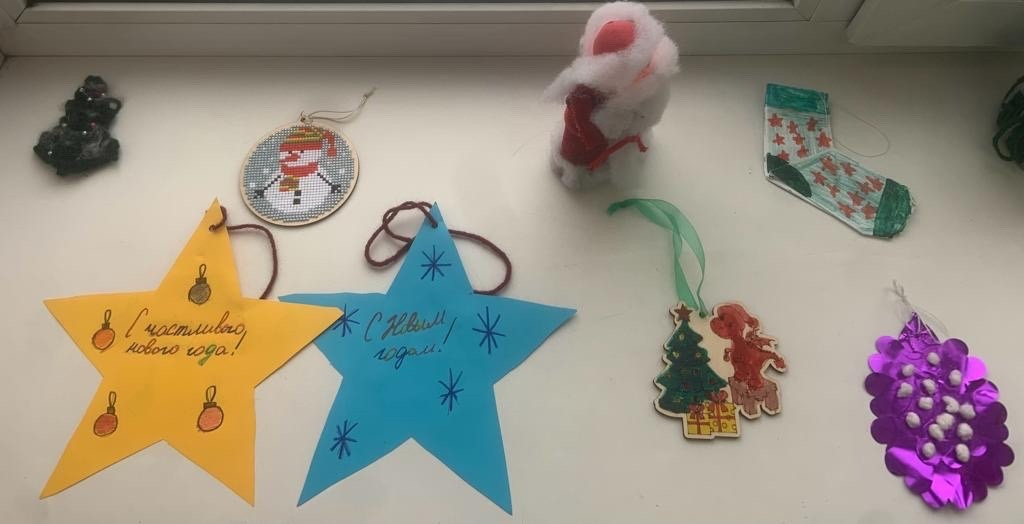 Счастливого
нового года!
С Новым
годом!